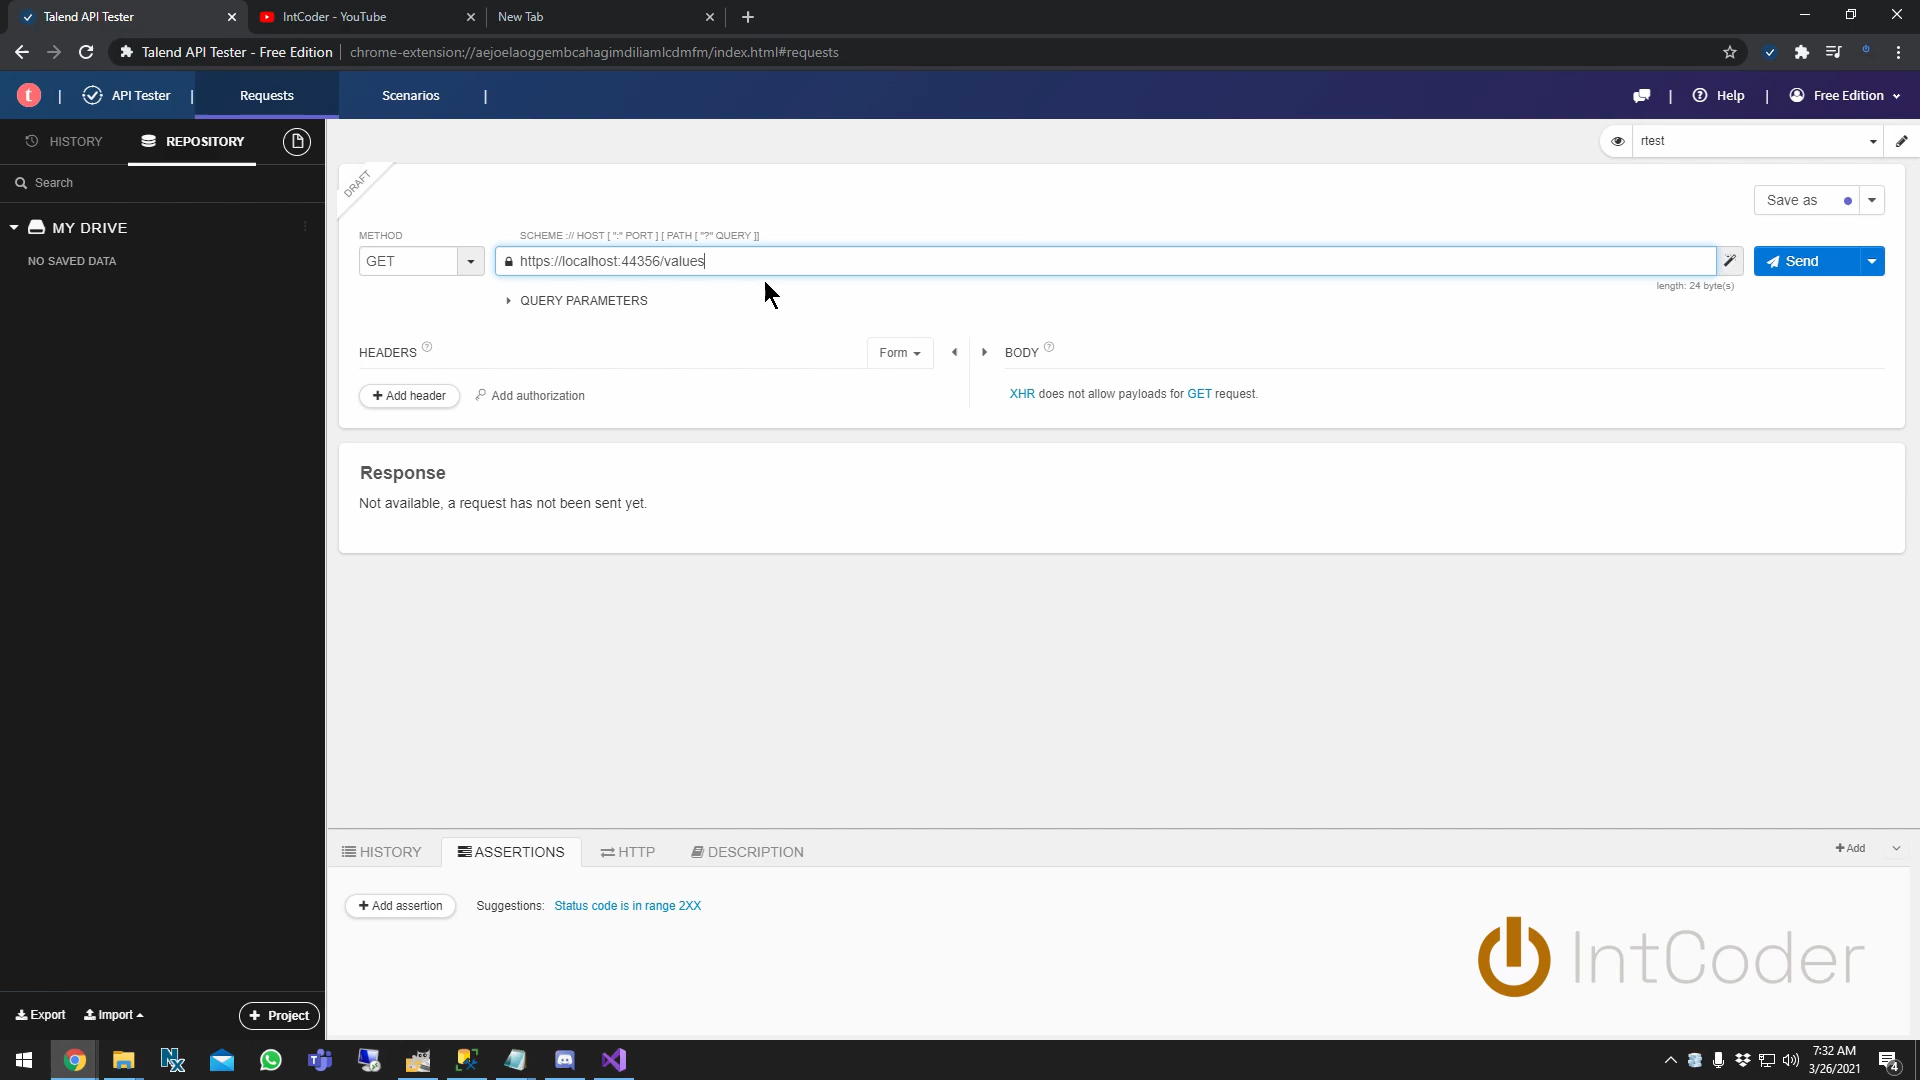 Talend API Tester
IntCoder - YouTube
New Tab
Talend API Tester - Free Edition
chrome-extension://aejoelaoggembcahagimdiliamlcdmfm/index.html#requests
t
API Tester
Requests
Scenarios
Help
Free Edition
HISTORY
REPOSITORY
rtest
Search
DRAFT
Save as
MY DRIVE
NO SAVED DATA
METHOD
SCHEME :// HOST [ ":" PORT ] [ PATH [ "?" QUERY ]]
GET
https://localhost:44356/values
Send
length: 24 byte(s)
QUERY PARAMETERS
HEADERS
Form
BODY
Add header
Add authorization
XHR does not allow payloads for GET request.
Response
Not available, a request has not been sent yet.
HISTORY
ASSERTIONS
HTTP
DESCRIPTION
Add
Add assertion
Suggestions:
Status code is in range 2XX
IntCoder
Export
Import
Project
7:32 AM
3/26/2021
4